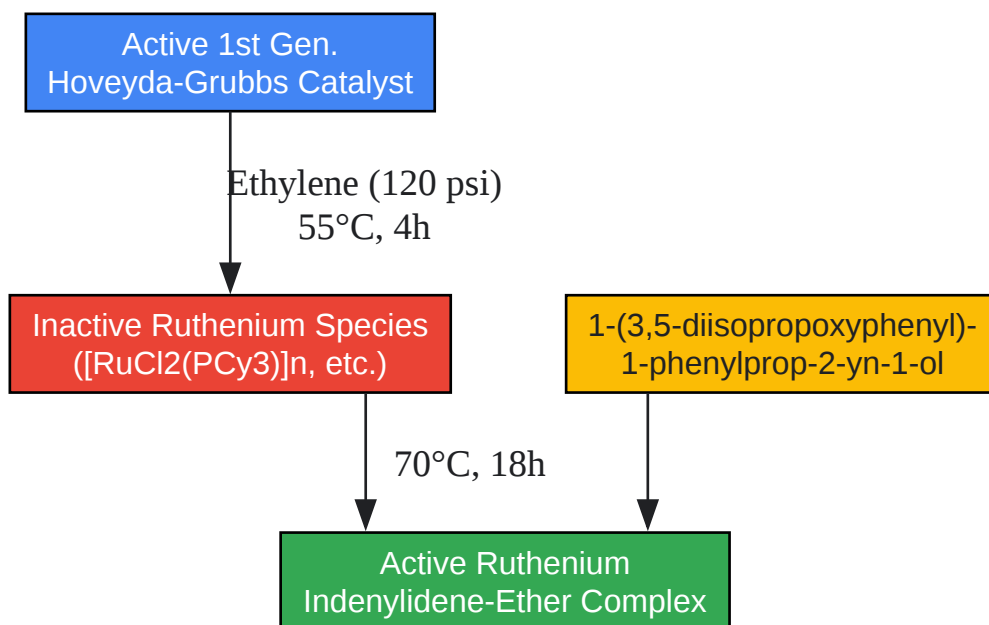 Active 1st Gen.
Hoveyda-Grubbs Catalyst
Ethylene (120 psi)
55°C, 4h
Inactive Ruthenium Species
([RuCl2(PCy3)]n, etc.)
1-(3,5-diisopropoxyphenyl)-
1-phenylprop-2-yn-1-ol
70°C, 18h
Active Ruthenium
Indenylidene-Ether Complex